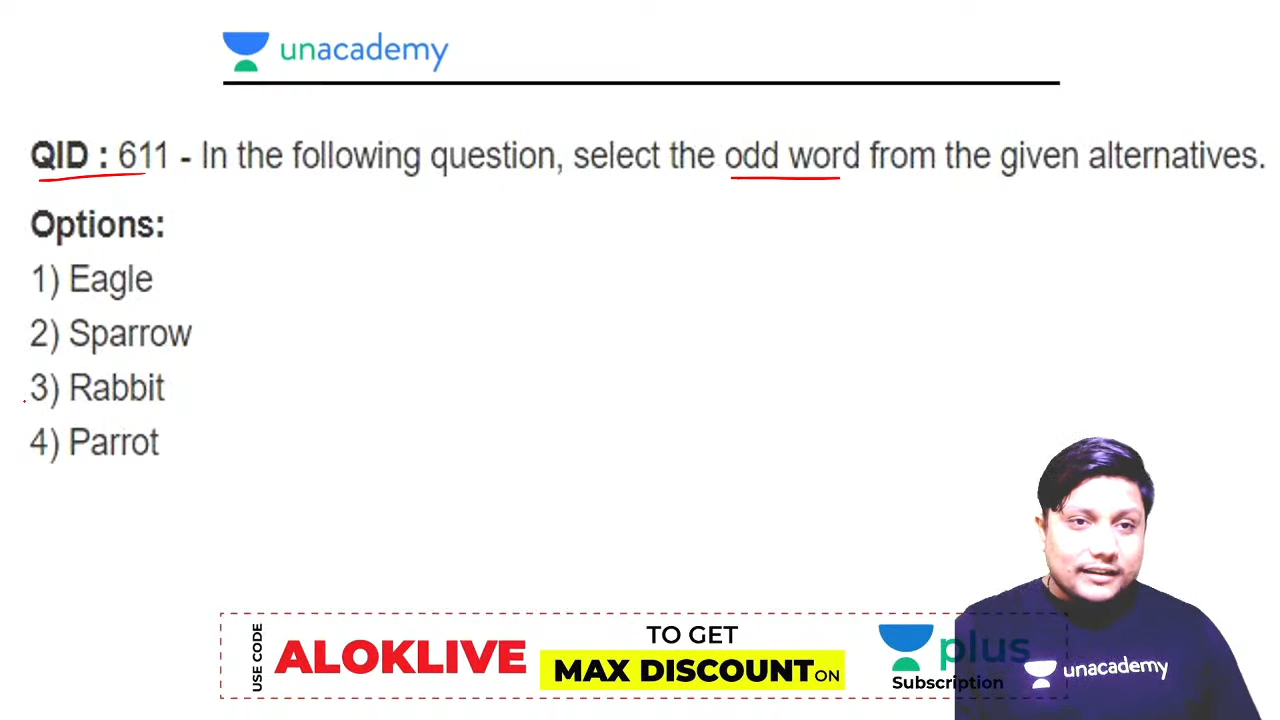 unacademy
QID : 611 - In the following question, select the odd word from the given alternatives.
Options:
1) Eagle
2) Sparrow
3) Rabbit
4) Parrot
USE CODE
ALOKLIVE
TO GET
MAX DISCOUNT ON
plus
Subscription
unacademy